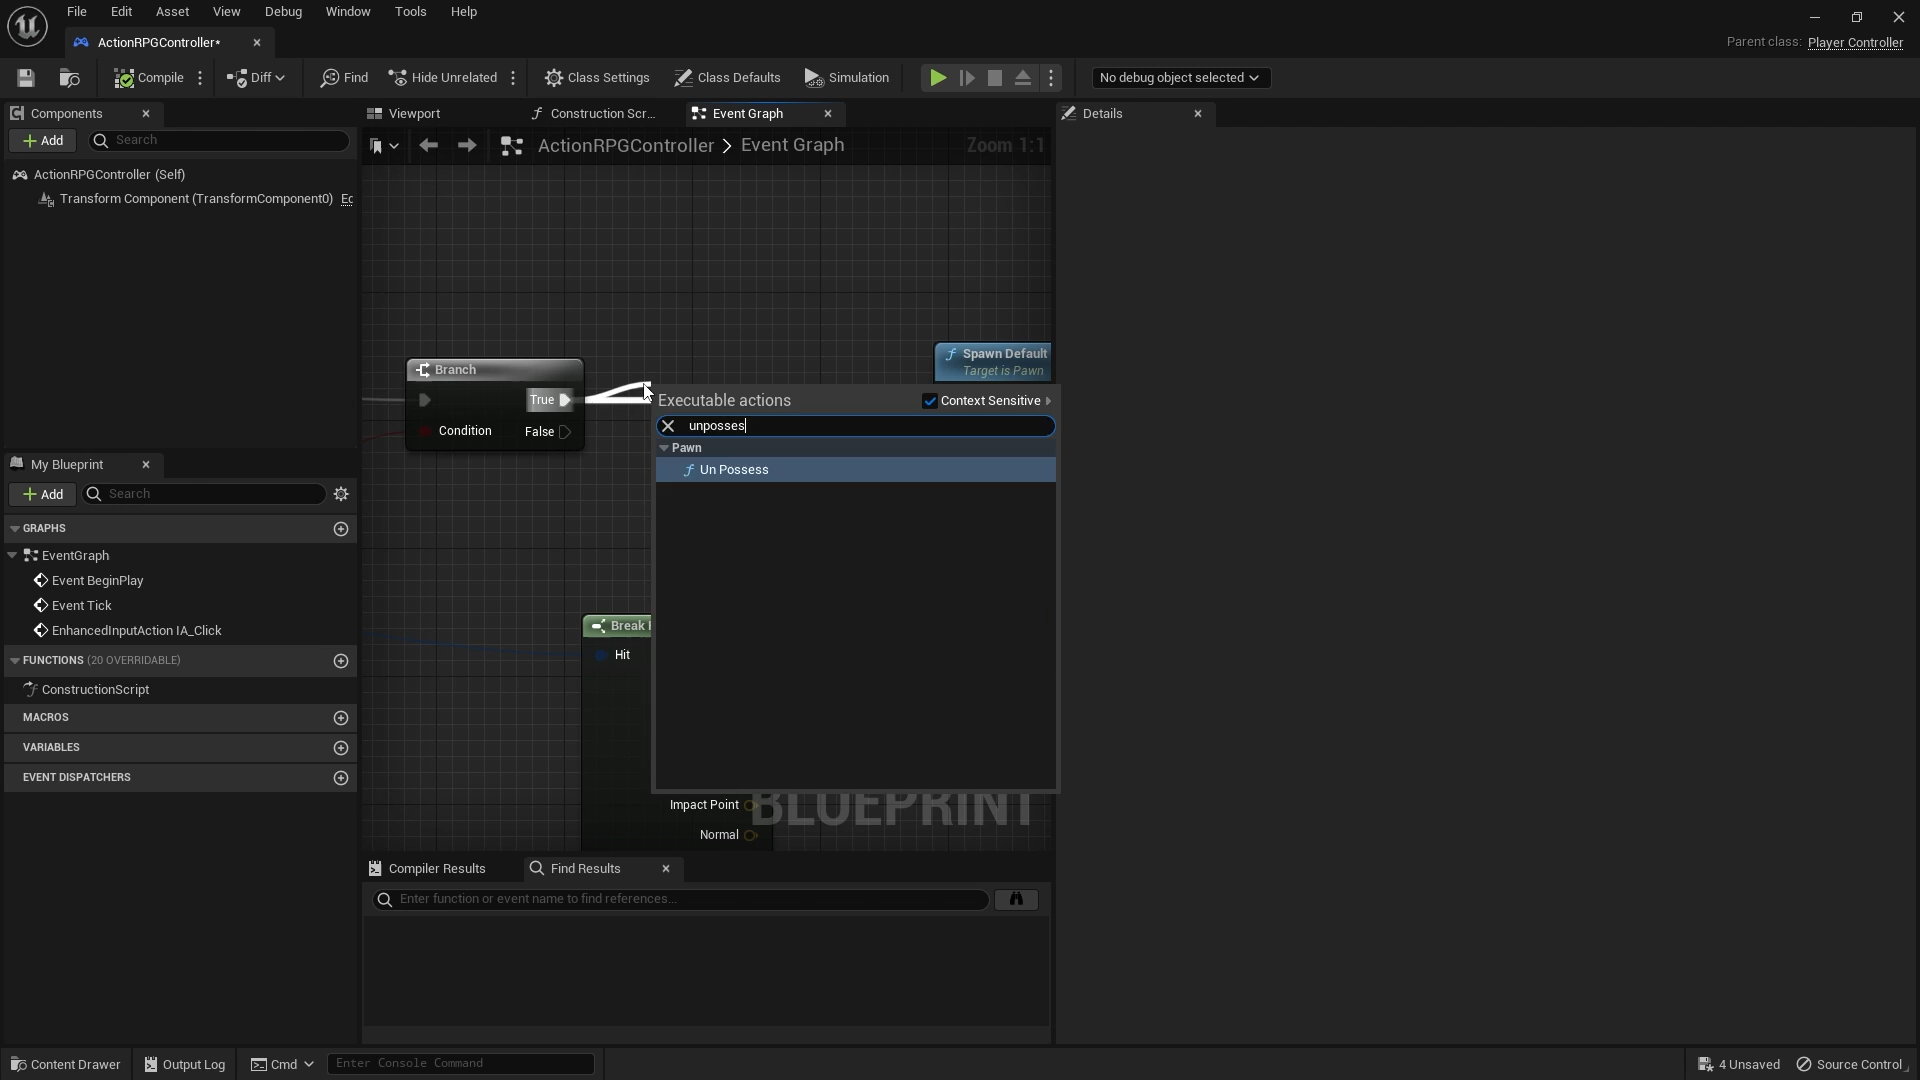 File Edit Asset View Debug Window Tools Help
ActionRPGController*
Parent class: Player Controller
Compile Diff Find Hide Unrelated Class Settings Class Defaults Simulation No debug object selected
Components
Viewport
Construction Scr...
Event Graph
Details
Add Search
ActionRPGController > Event Graph
Zoom 1:1
ActionRPGController (Self)
Transform Component (TransformComponent0)
Spawn Default
Target is Pawn
Branch
True
Condition
False
Executable actions
Context Sensitive
unposses
Pawn
Un Possess
My Blueprint
Add Search
GRAPHS
EventGraph
Event BeginPlay
Event Tick
EnhancedInputAction IA_Click
FUNCTIONS (20 OVERRIDABLE)
ConstructionScript
MACROS
VARIABLES
EVENT DISPATCHERS
Break
Hit
Impact Point
Normal
BLUEPRINT
Compiler Results
Find Results
Enter function or event name to find references...
Content Drawer Output Log Cmd Enter Console Command
4 Unsaved Source Control